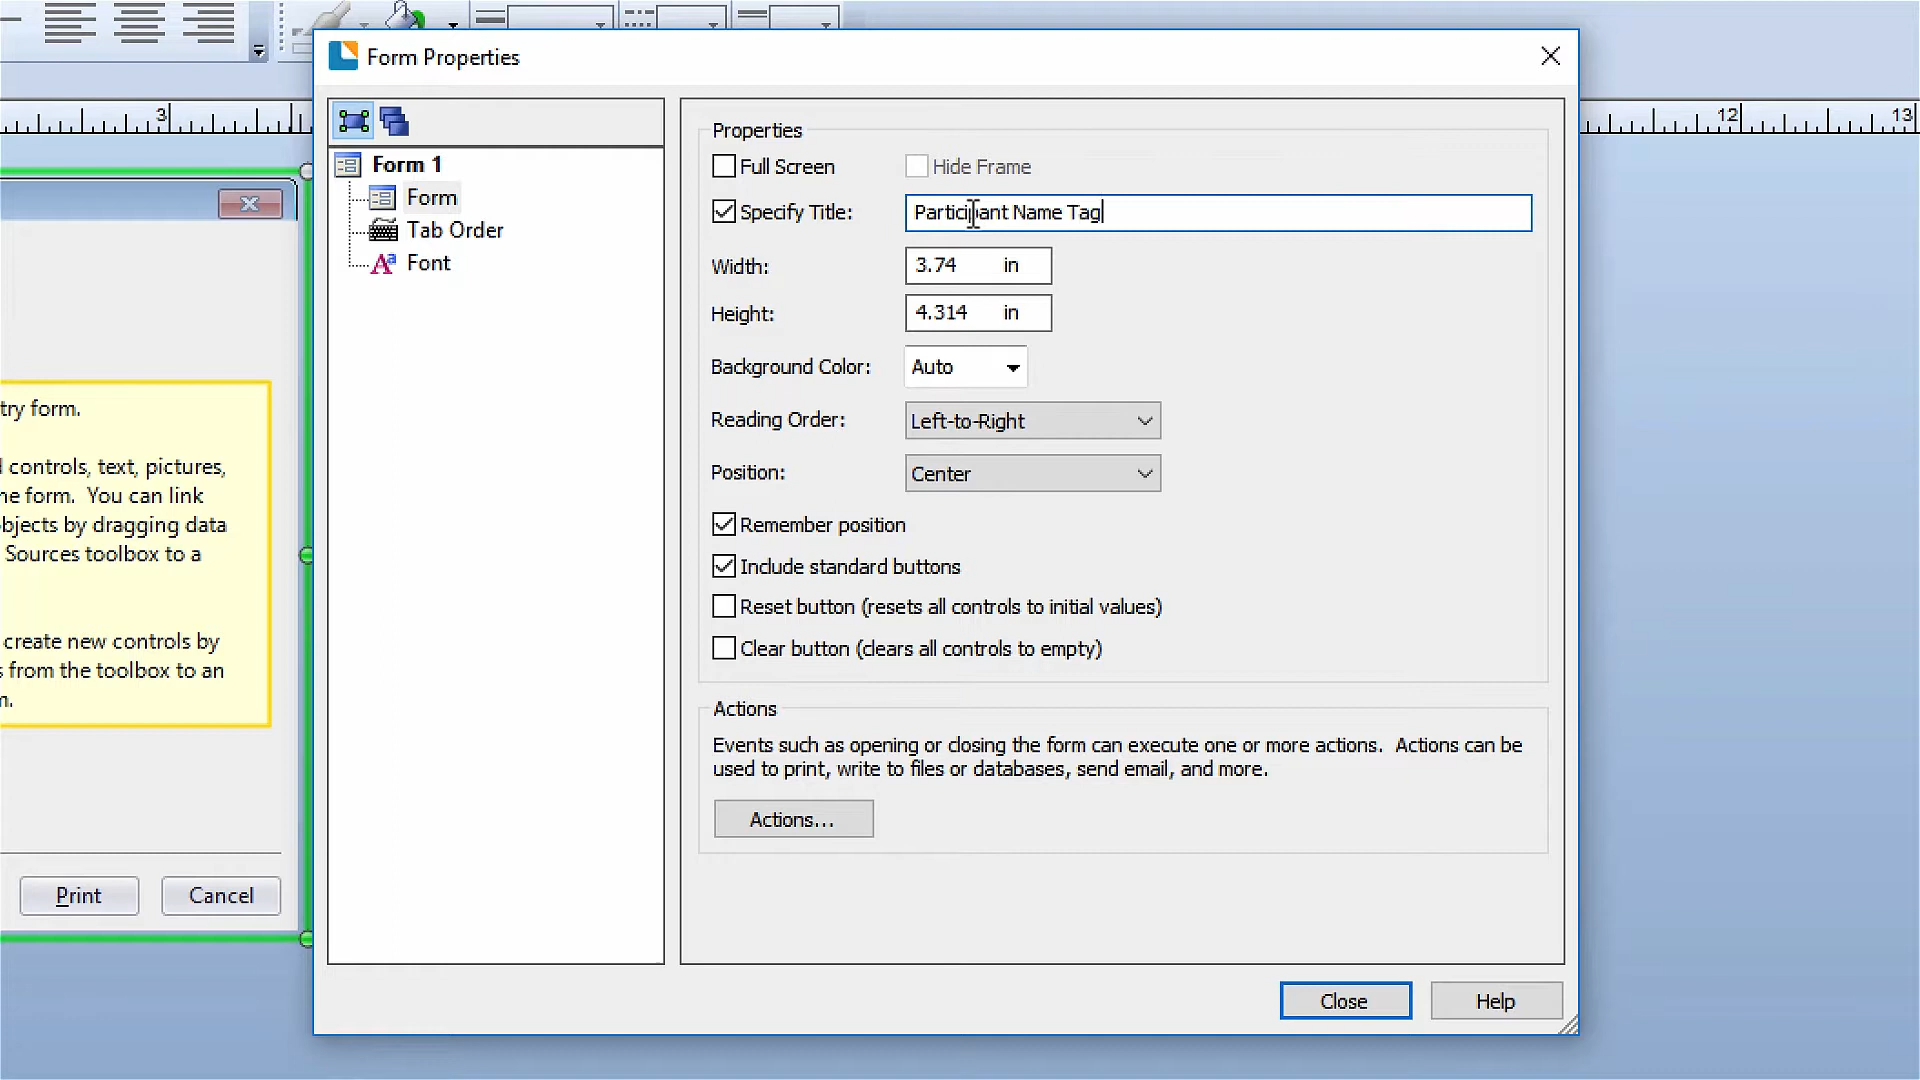 Form Properties
3
12
13
Form 1
Form
Tab Order
Font
Properties
Full Screen
Hide Frame
Specify Title:
Participant Name Tag
Width:
3.74 in
Height:
4.314 in
Background Color:
Auto
Reading Order:
Left-to-Right
Position:
Center
Remember position
Include standard buttons
Reset button (resets all controls to initial values)
Clear button (clears all controls to empty)
Actions
Events such as opening or closing the form can execute one or more actions. Actions can be
used to print, write to files or databases, send email, and more.
Actions...
Close
Help
try form.
controls, text, pictures,
he form. You can link
bjects by dragging data
Sources toolbox to a
create new controls by
s from the toolbox to an
m.
Print
Cancel